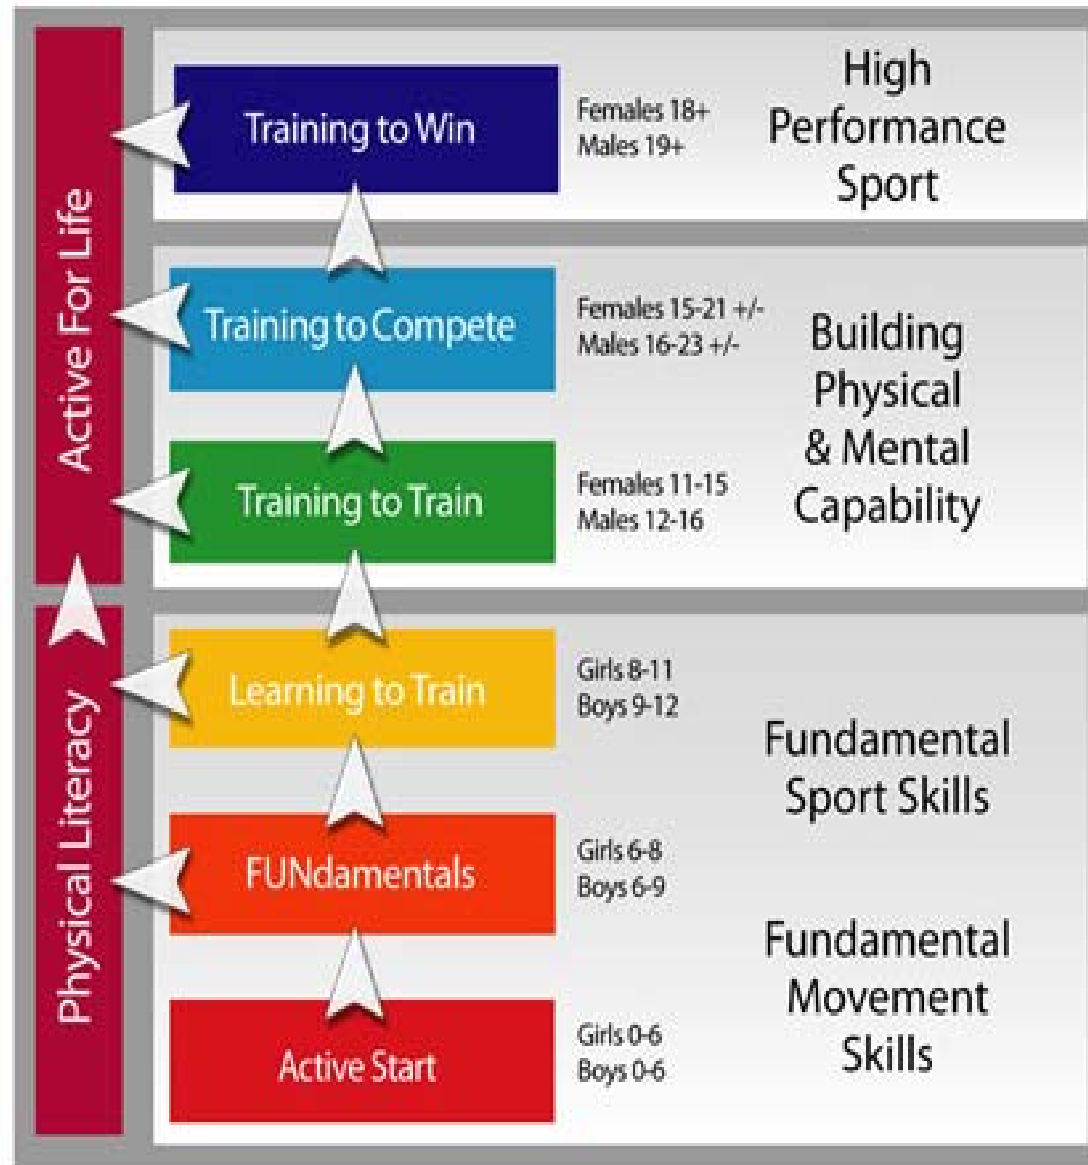 Active For Life
Physical Literacy
Training to Win
Females 18+
Males 19+
High
Performance
Sport
Training to Compete
Females 15-21 +/-
Males 16-23 +/-
Training to Train
Females 11-15
Males 12-16
Building
Physical
& Mental
Capability
Learning to Train
Girls 8-11
Boys 9-12
Fundamental
Sport Skills
FUNdamentals
Girls 6-8
Boys 6-9
Fundamental
Movement
Skills
Active Start
Girls 0-6
Boys 0-6